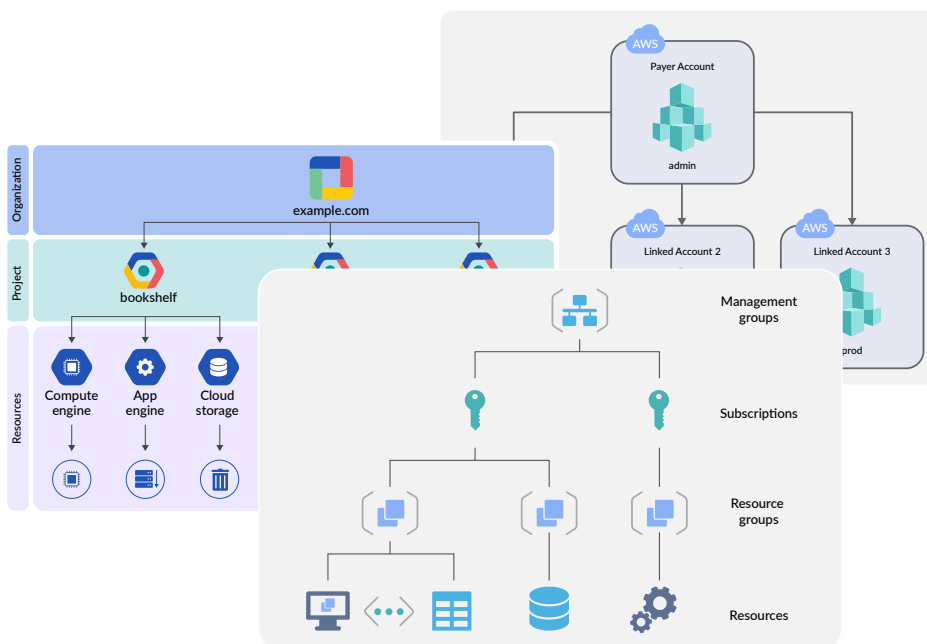 AWS
Payer Account
admin
AWS
Linked Account 2
AWS
Linked Account 3
prod
Organization
example.com
Project
bookshelf
Resources
Compute
engine
App
engine
Cloud
storage
Management
groups
Subscriptions
Resource
groups
Resources